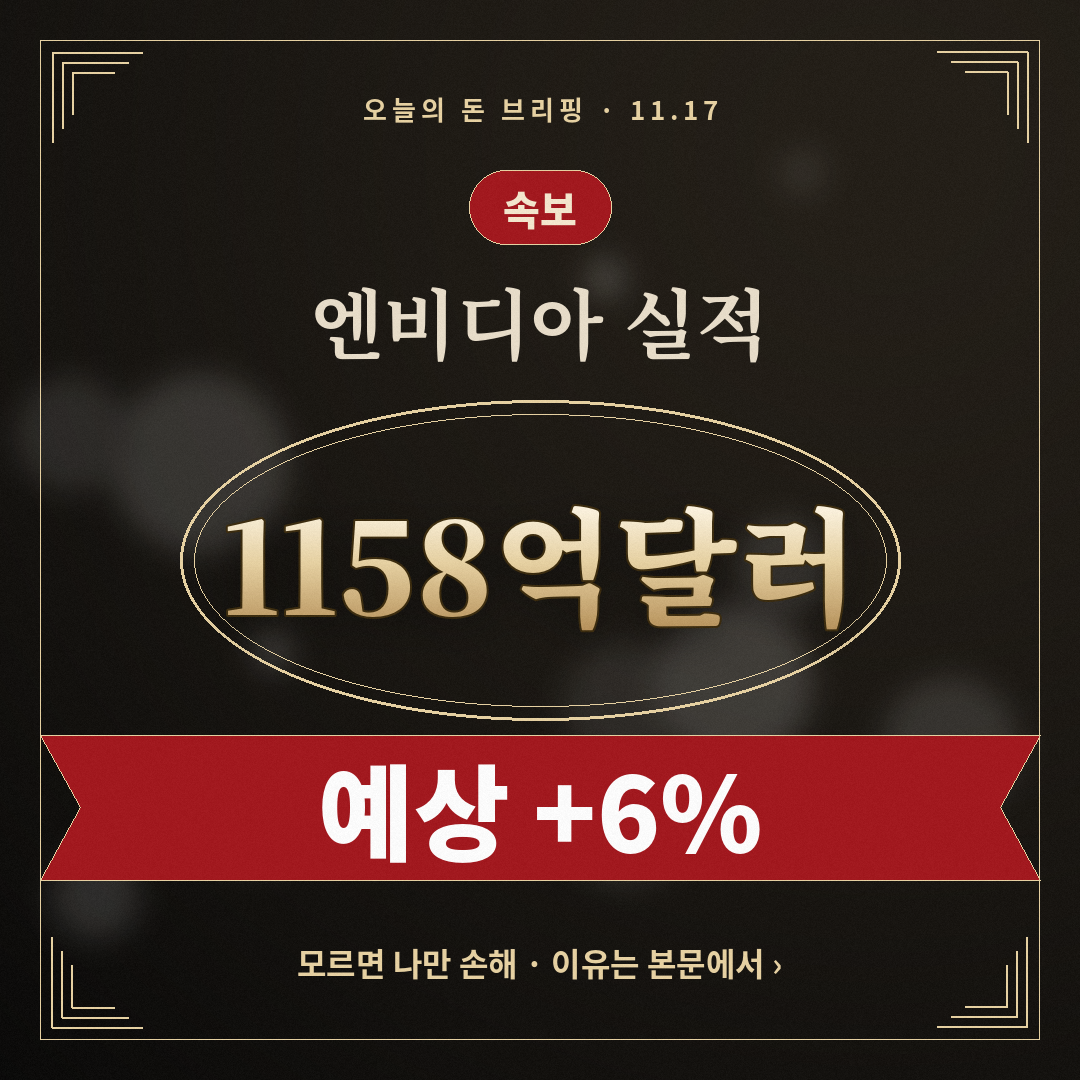 오늘의 돈 브리핑 · 11.17
속보
엔비디아 실적
1158억달러
예상 +6%
모르면 나만 손해 · 이유는 본문에서 ›